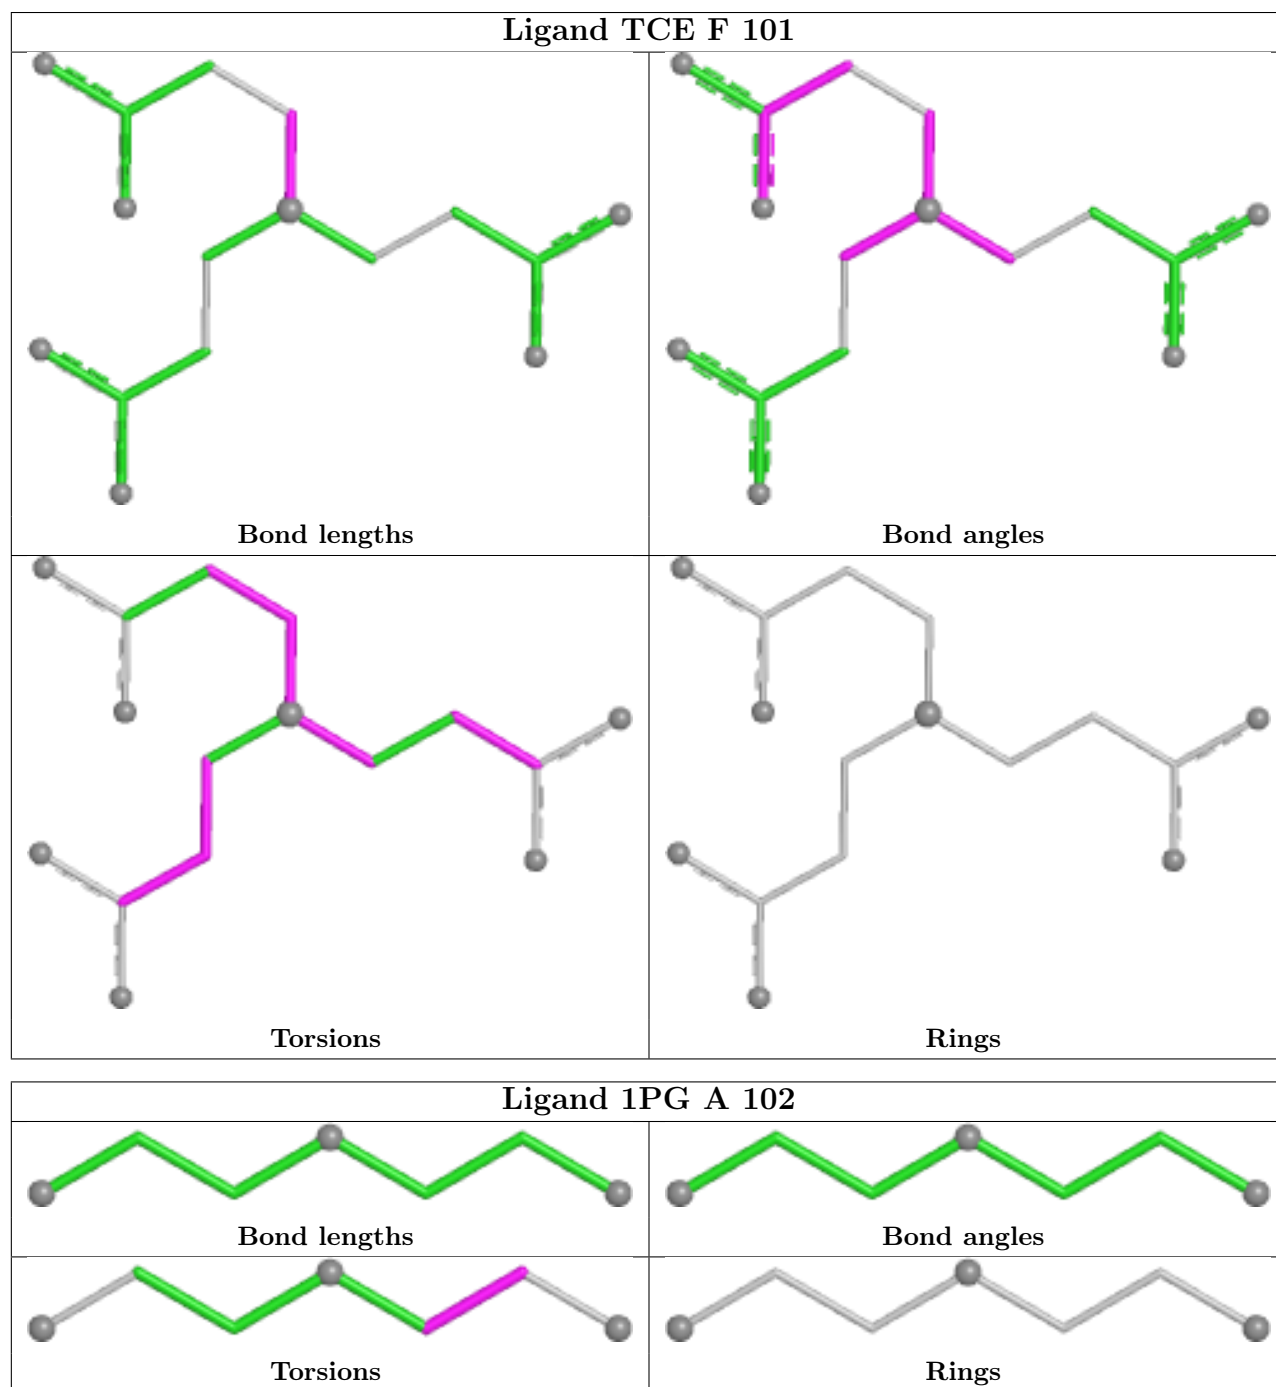 Ligand TCE F 101
Bond lengths
Bond angles
Torsions
Rings
Ligand 1PG A 102
Bond lengths
Bond angles
Torsions
Rings